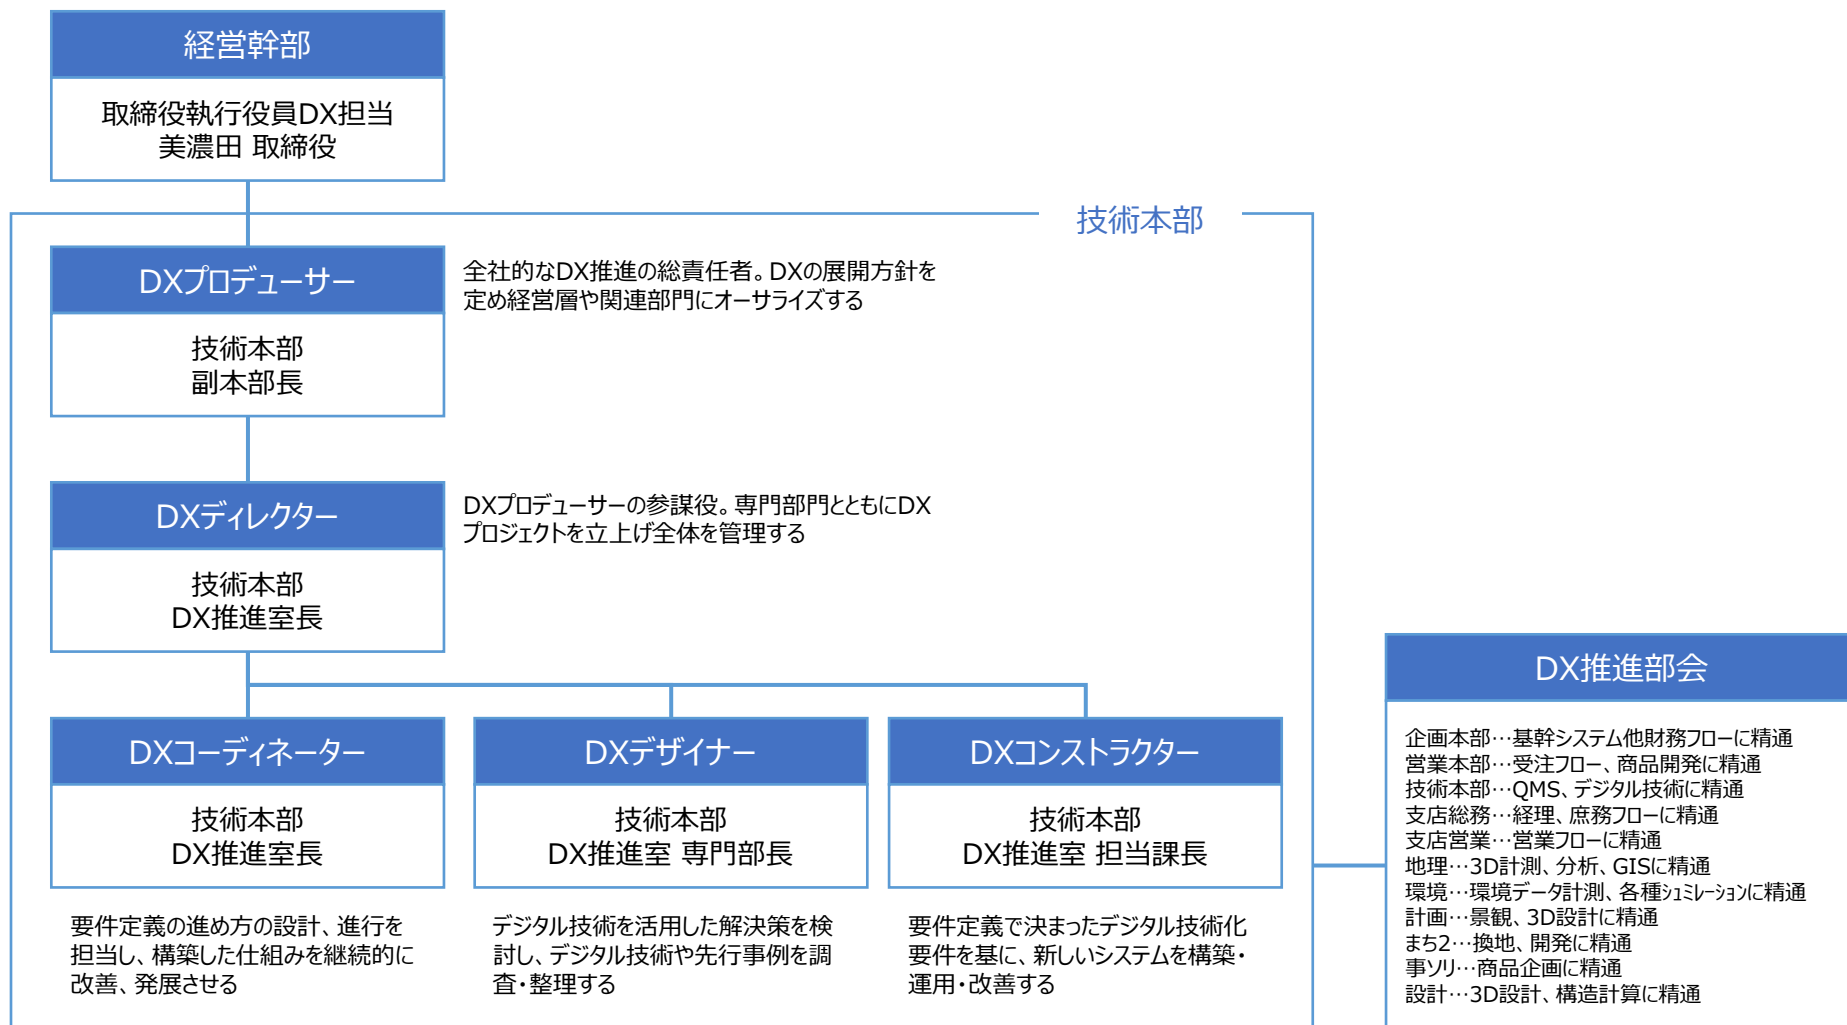 経営幹部
取締役執行役員DX担当
美濃田 取締役
技術本部
DXプロデューサー
技術本部
副本部長
全社的なDX推進の総責任者。DXの展開方針を
定め経営層や関連部門にオーサライズする
DXディレクター
技術本部
DX推進室長
DXプロデューサーの参謀役。専門部門とともにDX
プロジェクトを立上げ全体を管理する
DXコーディネーター
技術本部
DX推進室長
要件定義の進め方の設計、進行を
担当し、構築した仕組みを継続的に
改善、発展させる
DXデザイナー
技術本部
DX推進室 専門部長
デジタル技術を活用した解決策を検
討し、デジタル技術や先行事例を調
査・整理する
DXコンストラクター
技術本部
DX推進室 担当課長
要件定義で決まったデジタル技術化
要件を基に、新しいシステムを構築・
運用・改善する
DX推進部会
企画本部…基幹システム他財務フローに精通
営業本部…受注フロー、商品開発に精通
技術本部…QMS、デジタル技術に精通
支店総務…経理、庶務フローに精通
支店営業…営業フローに精通
地理…3D計測、分析、GISに精通
環境…環境データ計測、各種ｼｭﾐﾚｰｼｮﾝに精通
計画…景観、3D設計に精通
まち2…換地、開発に精通
事ソリ…商品企画に精通
設計…3D設計、構造計算に精通